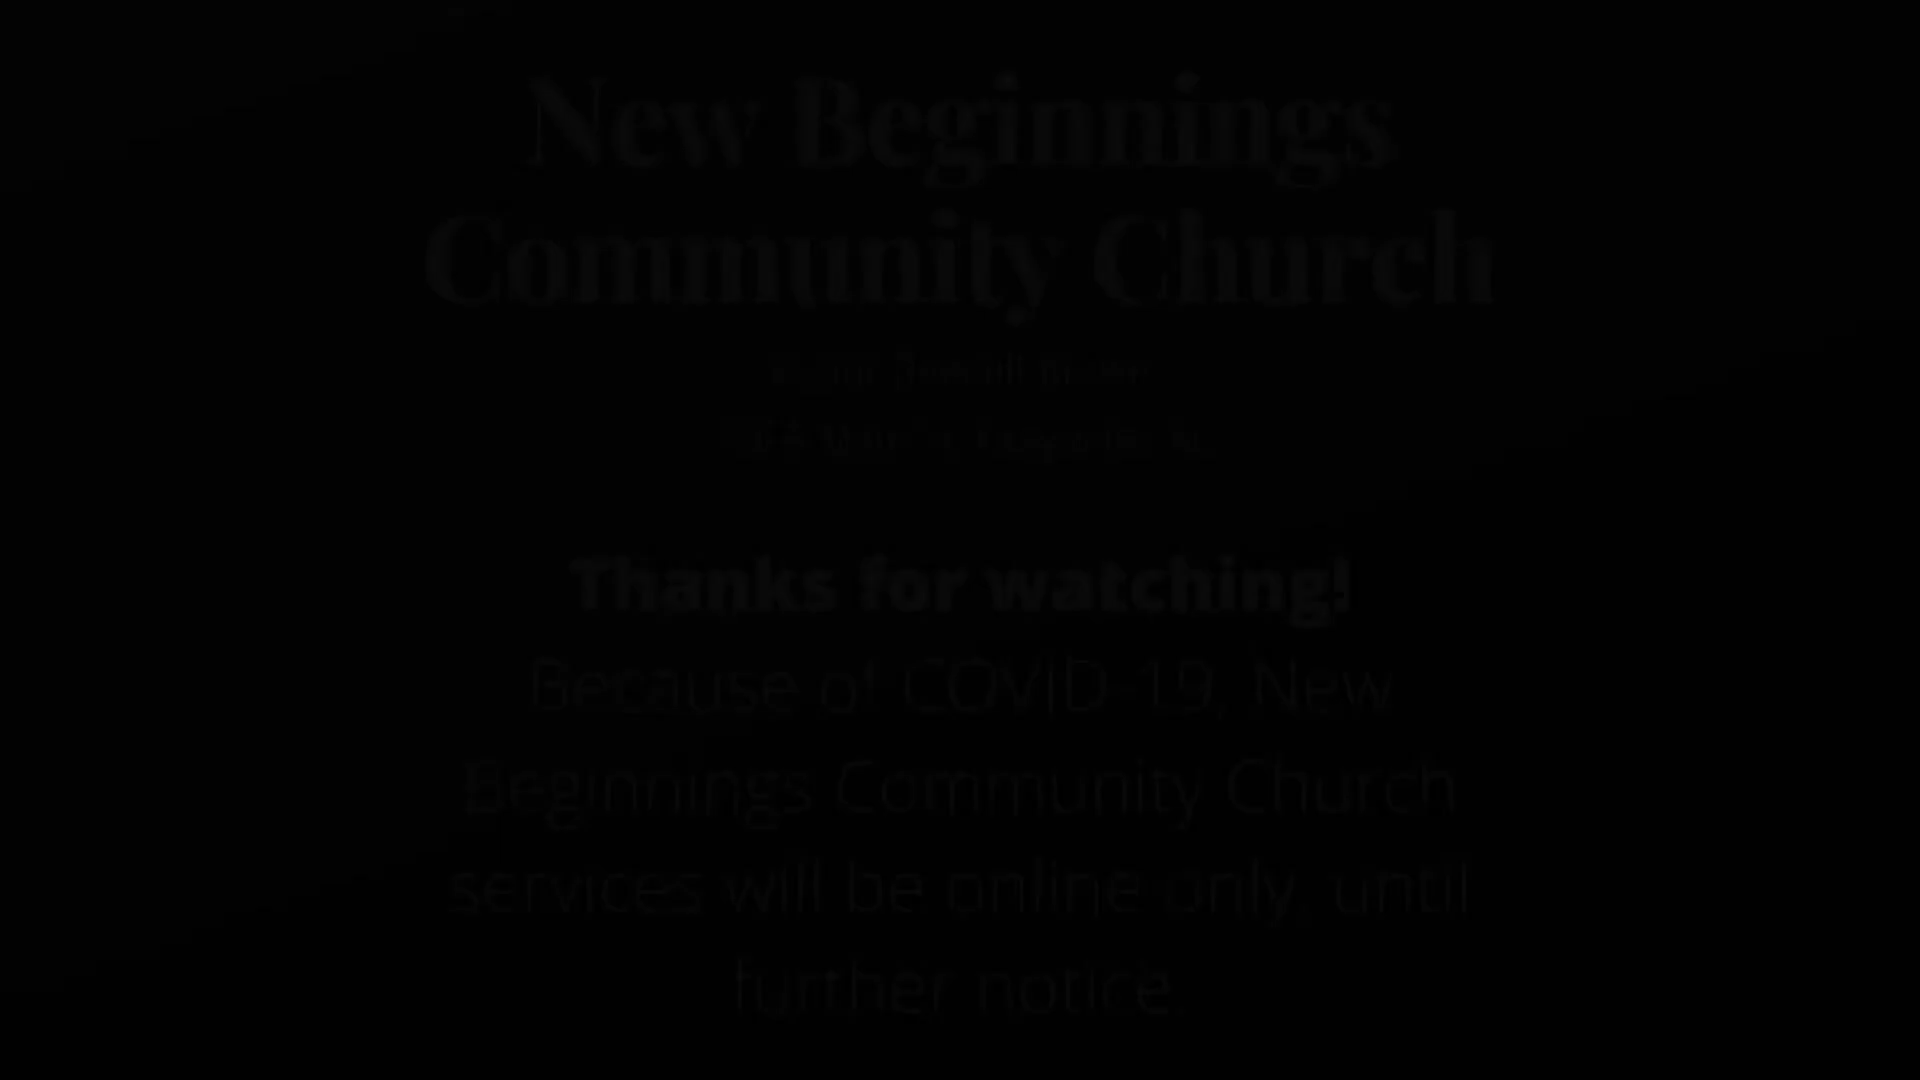 New Beginnings
Community Church
Thanks for watching!
Because of COVID-19, New
Beginnings Community Church
services will be online only, until
further notice